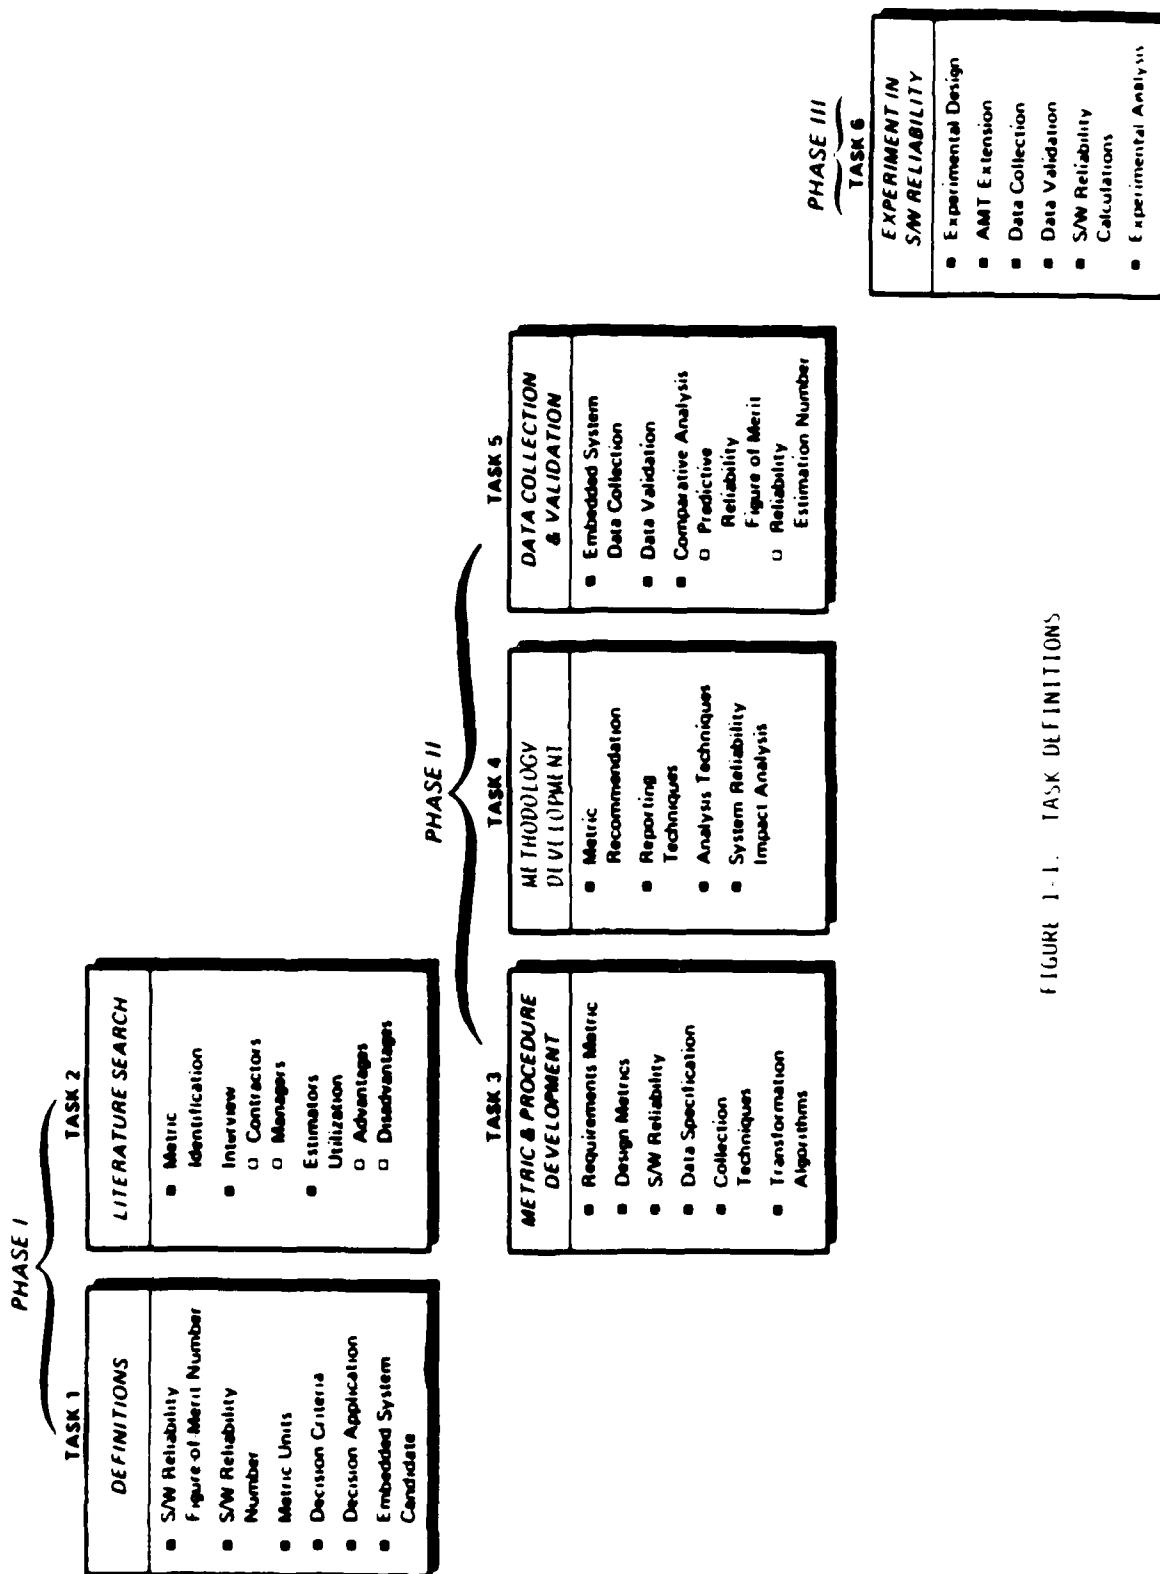 PHASE I
TASK 1
DEFINITIONS
■ S/W Reliability
Figure-of-Merit Number
■ S/W Reliability
Number
■ Metric Units
■ Decision Criteria
■ Decision Application
■ Embedded System
Candidate
TASK 2
LITERATURE SEARCH
■ Metric
Identification
■ Interview
□ Contractors
□ Managers
■ Estimators
Utilization
□ Advantages
□ Disadvantages
PHASE II
TASK 3
METRIC & PROCEDURE
DEVELOPMENT
■ Requirements Metric
■ Design Metrics
■ S/W Reliability
■ Data Specification
■ Collection
Techniques
■ Transformation
Algorithms
TASK 4
METHODOLOGY
DEVELOPMENT
■ Metric
Recommendation
■ Reporting
Techniques
■ Analysis Techniques
■ System Reliability
Impact Analysis
TASK 5
DATA COLLECTION
& VALIDATION
■ Embedded System
Data Collection
■ Data Validation
■ Comparative Analysis
□ Predictive
Reliability
Figure of Merit
□ Reliability
Estimation Number
PHASE III
TASK 6
EXPERIMENT IN
S/W RELIABILITY
■ Experimental Design
■ AMT Extension
■ Data Collection
■ Data Validation
■ S/W Reliability
Calculations
■ Experimental Analysis
FIGURE 1-1. TASK DEFINITIONS